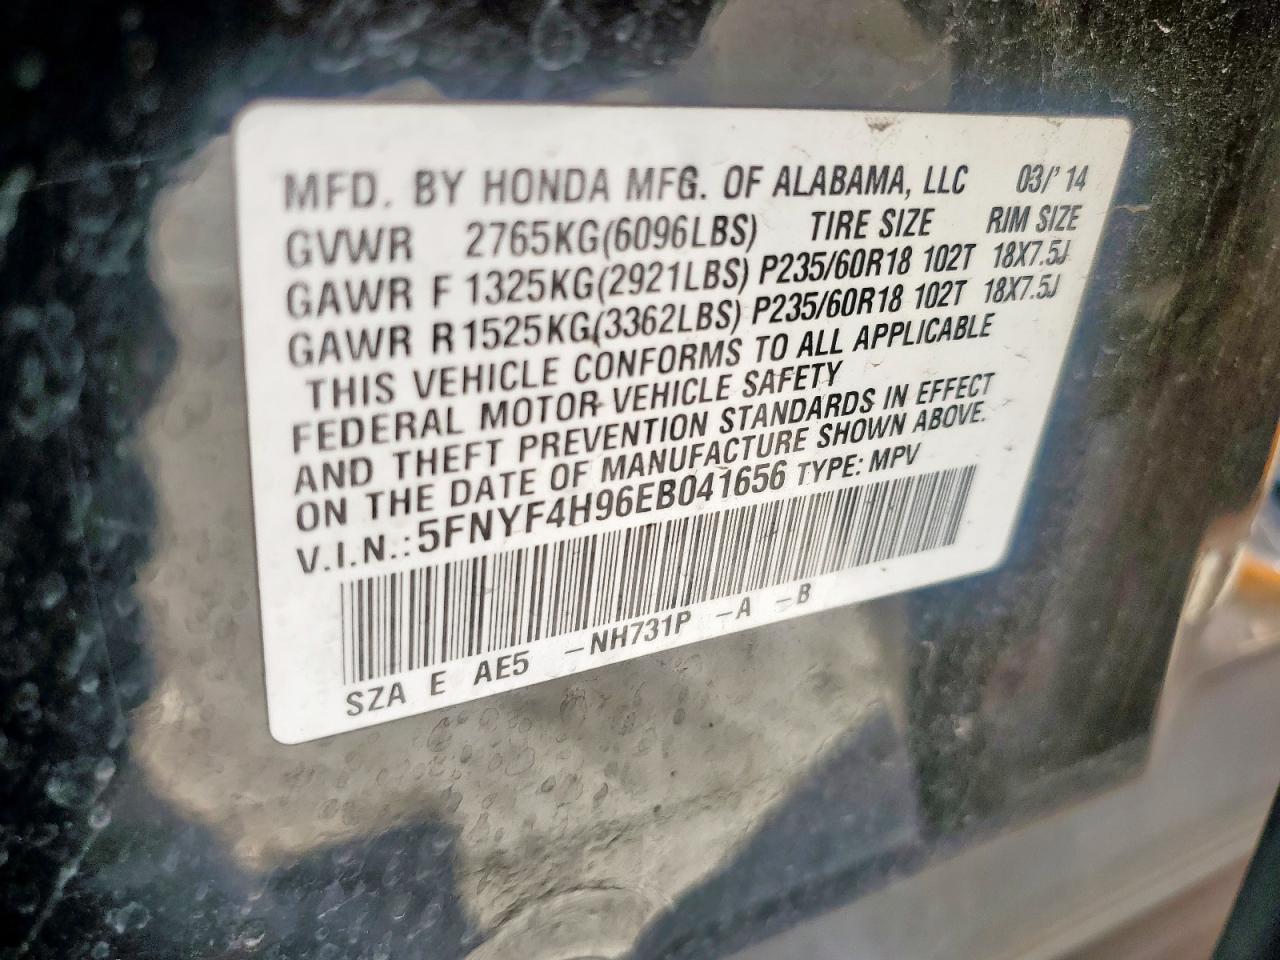 MFD. BY HONDA MFG. OF ALABAMA, LLC 03/'14
GVWR 2765KG(6096LBS) TIRE SIZE RIM SIZE
GAWR F 1325KG(2921LBS) P235/60R18 102T 18X7.5J
GAWR R 1525KG(3362LBS) P235/60R18 102T 18X7.5J
THIS VEHICLE CONFORMS TO ALL APPLICABLE
FEDERAL MOTOR VEHICLE SAFETY
AND THEFT PREVENTION STANDARDS IN EFFECT
ON THE DATE OF MANUFACTURE SHOWN ABOVE.
V.I.N.:5FNYF4H96EB041656 TYPE: MPV
SZA E AE5 -NH731P -A -B